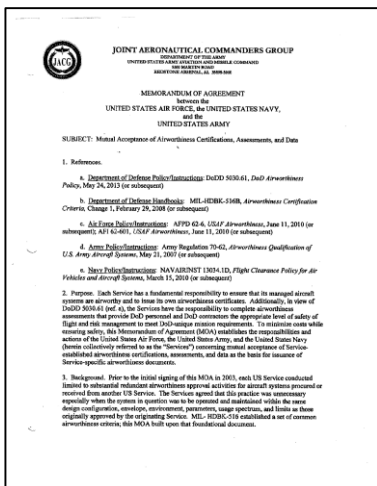 JACG
JOINT AERONAUTICAL COMMANDERS GROUP
DEPARTMENT OF THE ARMY
UNITED STATES ARMY AVIATION AND MISSILE COMMAND
REDSTONE ARSENAL, AL
MEMORANDUM OF AGREEMENT
between the
UNITED STATES AIR FORCE, the UNITED STATES NAVY,
and the
UNITED STATES ARMY
SUBJECT: Mutual Acceptance of Airworthiness Certifications, Assessments, and Data
1. References.
a. Department of Defense Policy/Instructions: DoDD 5030.61, DoD Airworthiness
Policy, May 24, 2013 (or subsequent)
b. Department of Defense Handbooks: MIL-HDBK-516B, Airworthiness Certification
Criteria, Change 1, February 29, 2008 (or subsequent)
c. Air Force Policy/Instructions: AFPD 62-6, USAF Airworthiness, June 11, 2010 (or
subsequent); AFI 62-601, USAF Airworthiness, June 11, 2010 (or subsequent)
d. Army Policy/Instructions: Army Regulation 70-62, Airworthiness Qualification of
U.S. Army Aircraft Systems, May 21, 2007 (or subsequent)
e. Navy Policy/Instructions: NAVAIRINST 13034.1D, Flight Clearance Policy for Air
Vehicles and Aircraft Systems, March 15, 2010 (or subsequent)
2. Purpose. Each Service has a fundamental responsibility to ensure that its managed aircraft
systems are airworthy and to issue its own airworthiness certificates. Additionally, in view of
DoDD 5030.61 (ref. a), the Services have the responsibility to complete airworthiness
assessments that provide DoD personnel and DoD contractors the appropriate level of safety of
flight and risk management to meet DoD-unique mission requirements. To minimize costs while
ensuring safety, this Memorandum of Agreement (MOA) establishes the responsibilities and
actions of the United States Air Force, the United States Army, and the United States Navy
(herein collectively referred to as the "Services") concerning mutual acceptance of Service-
established airworthiness certifications, assessments, and data as the basis for issuance of
Service-specific airworthiness documents.
3. Background. Prior to the initial signing of this MOA in 2003, each US Service conducted
limited to substantial redundant airworthiness approval activities for aircraft systems procured or
received from another US Service. The Services agreed that this practice was unnecessary
especially when the system in question was to be operated and maintained within the same
design configuration, envelope, environment, parameters, usage spectrum, and limits as those
originally approved by the originating Service. MIL- HDBK-516 established a set of common
airworthiness criteria; this MOA built upon that foundational document.